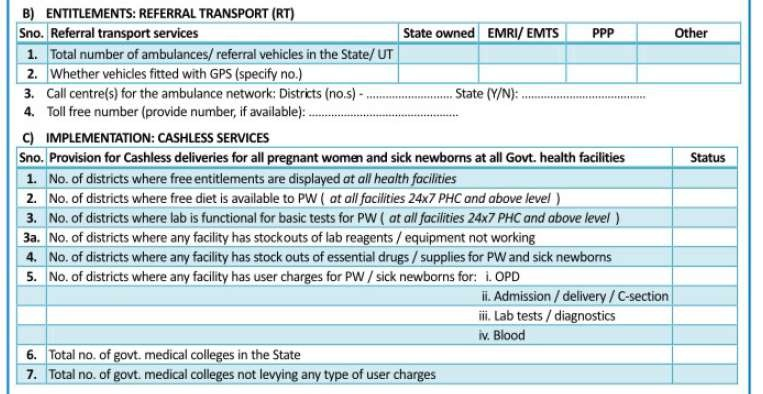 B) ENTITLEMENTS: REFERRAL TRANSPORT (RT)
Sno. Referral transport services State owned EMRI/ EMTS PPP Other
1. Total number of ambulances/ referral vehicles in the State/ UT
2. Whether vehicles fitted with GPS (specify no.)
3. Call centre(s) for the ambulance network: Districts (no.s) - ........................... State (Y/N): .......................................
4. Toll free number (provide number, if available): ...............................................
C) IMPLEMENTATION: CASHLESS SERVICES
Sno. Provision for Cashless deliveries for all pregnant women and sick newborns at all Govt. health facilities Status
1. No. of districts where free entitlements are displayed at all health facilities
2. No. of districts where free diet is available to PW ( at all facilities 24x7 PHC and above level )
3. No. of districts where lab is functional for basic tests for PW ( at all facilities 24x7 PHC and above level )
3a. No. of districts where any facility has stockouts of lab reagents / equipment not working
4. No. of districts where any facility has stock outs of essential drugs / supplies for PW and sick newborns
5. No. of districts where any facility has user charges for PW / sick newborns for: i. OPD
ii. Admission / delivery / C-section
iii. Lab tests / diagnostics
iv. Blood
6. Total no. of govt. medical colleges in the State
7. Total no. of govt. medical colleges not levying any type of user charges